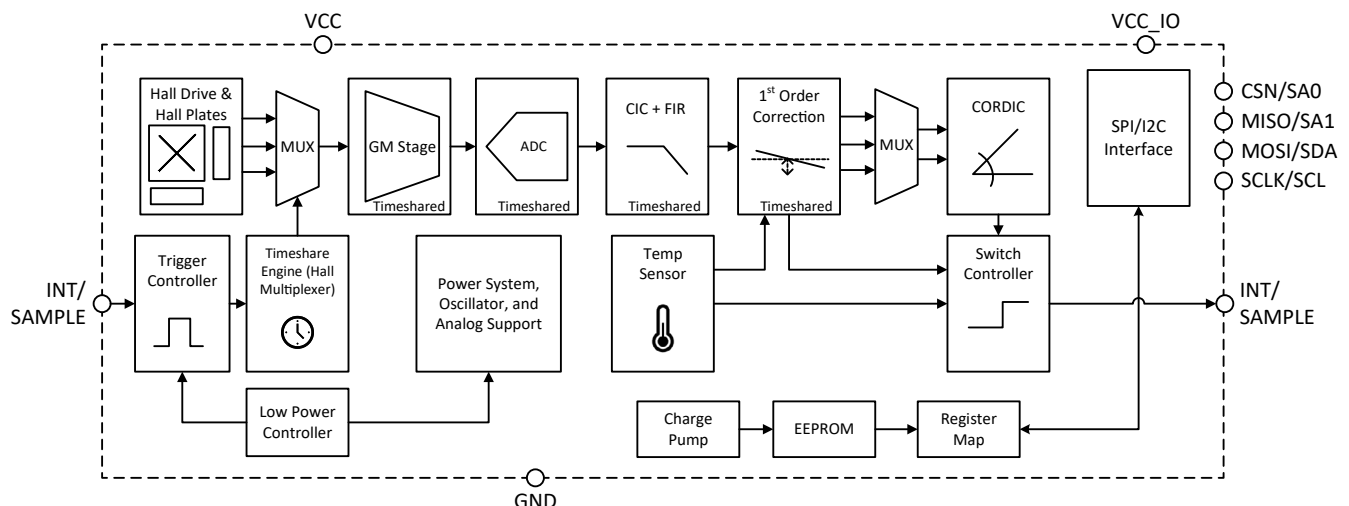 VCC
VCC_IO
Hall Drive &
Hall Plates
MUX
GM Stage
Timeshared
ADC
Timeshared
CIC + FIR
Timeshared
1st Order
Correction
Timeshared
MUX
CORDIC
SPI/I2C
Interface
CSN/SA0
MISO/SA1
MOSI/SDA
SCLK/SCL
INT/
SAMPLE
Trigger
Controller
Timeshare
Engine (Hall
Multiplexer)
Power System,
Oscillator, and
Analog Support
Temp
Sensor
Switch
Controller
INT/
SAMPLE
Low Power
Controller
Charge
Pump
EEPROM
Register
Map
GND